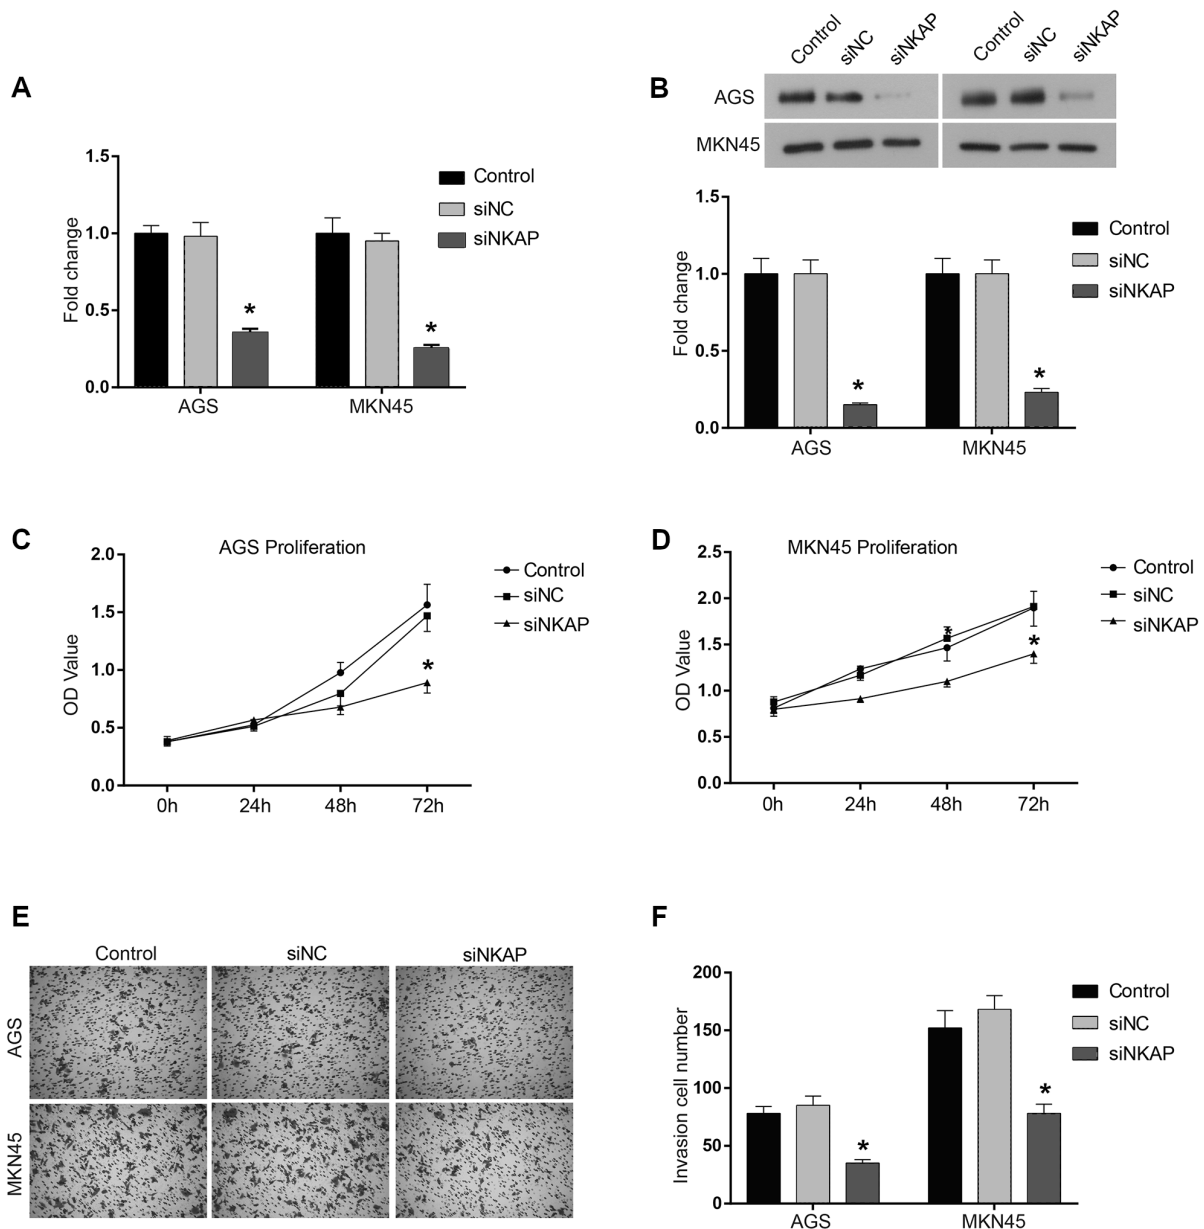 A
1.5
1.0
0.5
0.0
Fold change
Control
siNC
siNKAP
*
*
AGS
MKN45
B
Control
siNC
siNKAP
Control
siNC
siNKAP
AGS
MKN45
1.5
1.0
0.5
0.0
Fold change
Control
siNC
siNKAP
*
*
AGS
MKN45
C
AGS Proliferation
2.0
1.5
1.0
0.5
0.0
OD Value
Control
siNC
siNKAP
*
0h
24h
48h
72h
D
MKN45 Proliferation
2.5
2.0
1.5
1.0
0.5
0.0
OD Value
Control
siNC
siNKAP
*
*
0h
24h
48h
72h
E
Control
siNC
siNKAP
AGS
MKN45
F
200
150
100
50
0
Invasion cell number
Control
siNC
siNKAP
*
*
AGS
MKN45